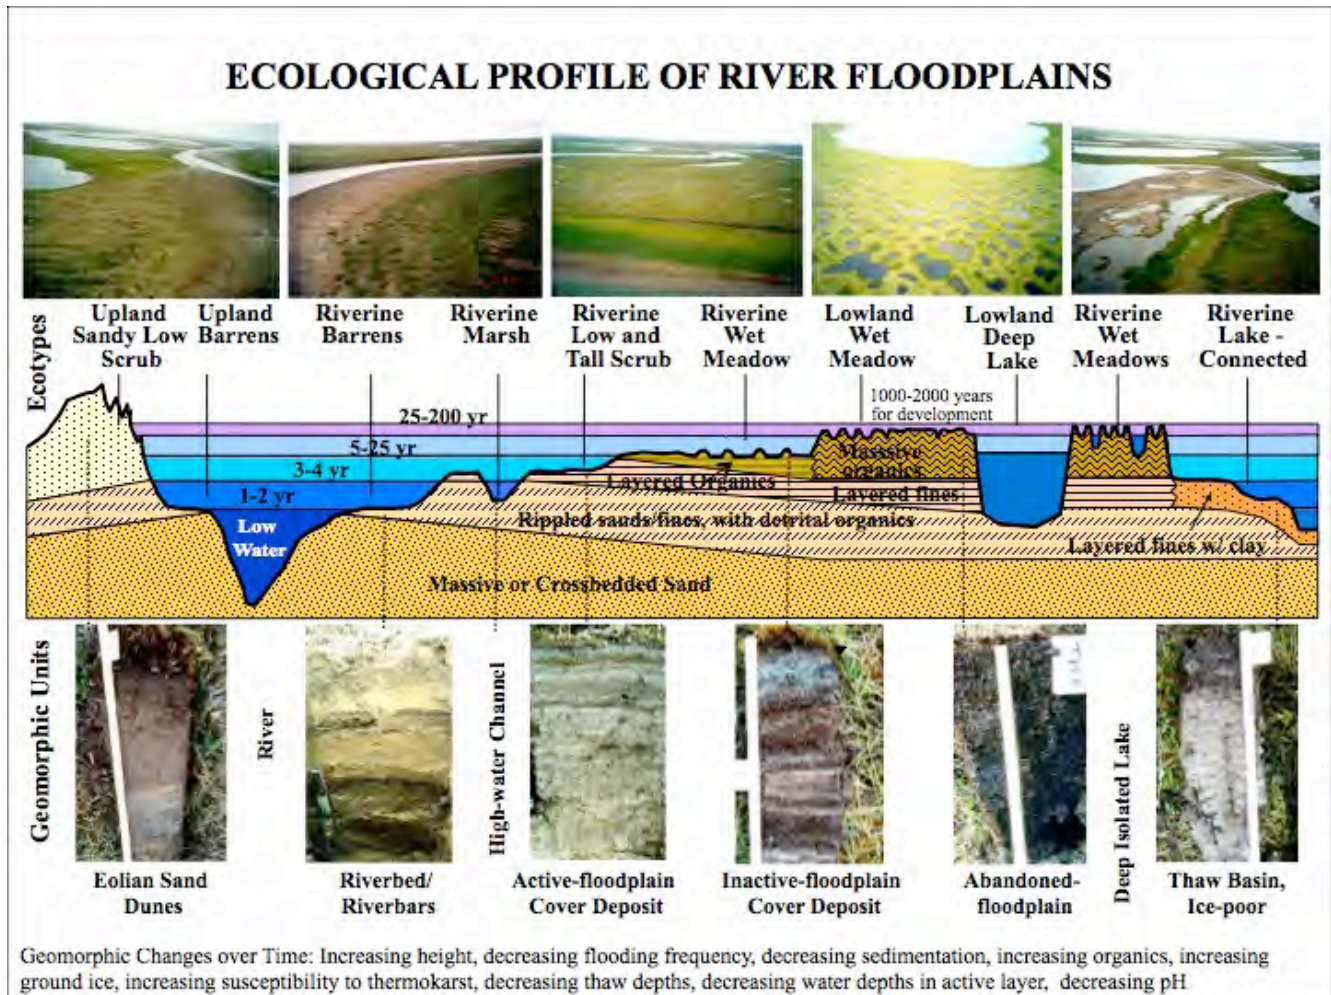 ECOLOGICAL PROFILE OF RIVER FLOODPLAINS
Ecotypes
Upland
Sandy Low
Scrub
Upland
Barrens
Riverine
Barrens
Riverine
Marsh
Riverine
Low and
Tall Scrub
Riverine
Wet
Meadow
Lowland
Wet
Meadow
Lowland
Deep
Lake
Riverine
Wet
Meadows
Riverine
Lake -
Connected
1000-2000 years
for development
25-200 yr
5-25 yr
3-4 yr
1-2 yr
Low
Water
Masssive
organics
Layered Organics
Layered fines
Rippled sands/fines, with detrital organics
Layered fines w/ clay
Massive or Crossbedded Sand
Geomorphic Units
River
High-water Channel
Deep Isolated Lake
Eolian Sand
Dunes
Riverbed/
Riverbars
Active-floodplain
Cover Deposit
Inactive-floodplain
Cover Deposit
Abandoned-
floodplain
Thaw Basin,
Ice-poor
Geomorphic Changes over Time: Increasing height, decreasing flooding frequency, decreasing sedimentation, increasing organics, increasing
ground ice, increasing susceptibility to thermokarst, decreasing thaw depths, decreasing water depths in active layer, decreasing pH